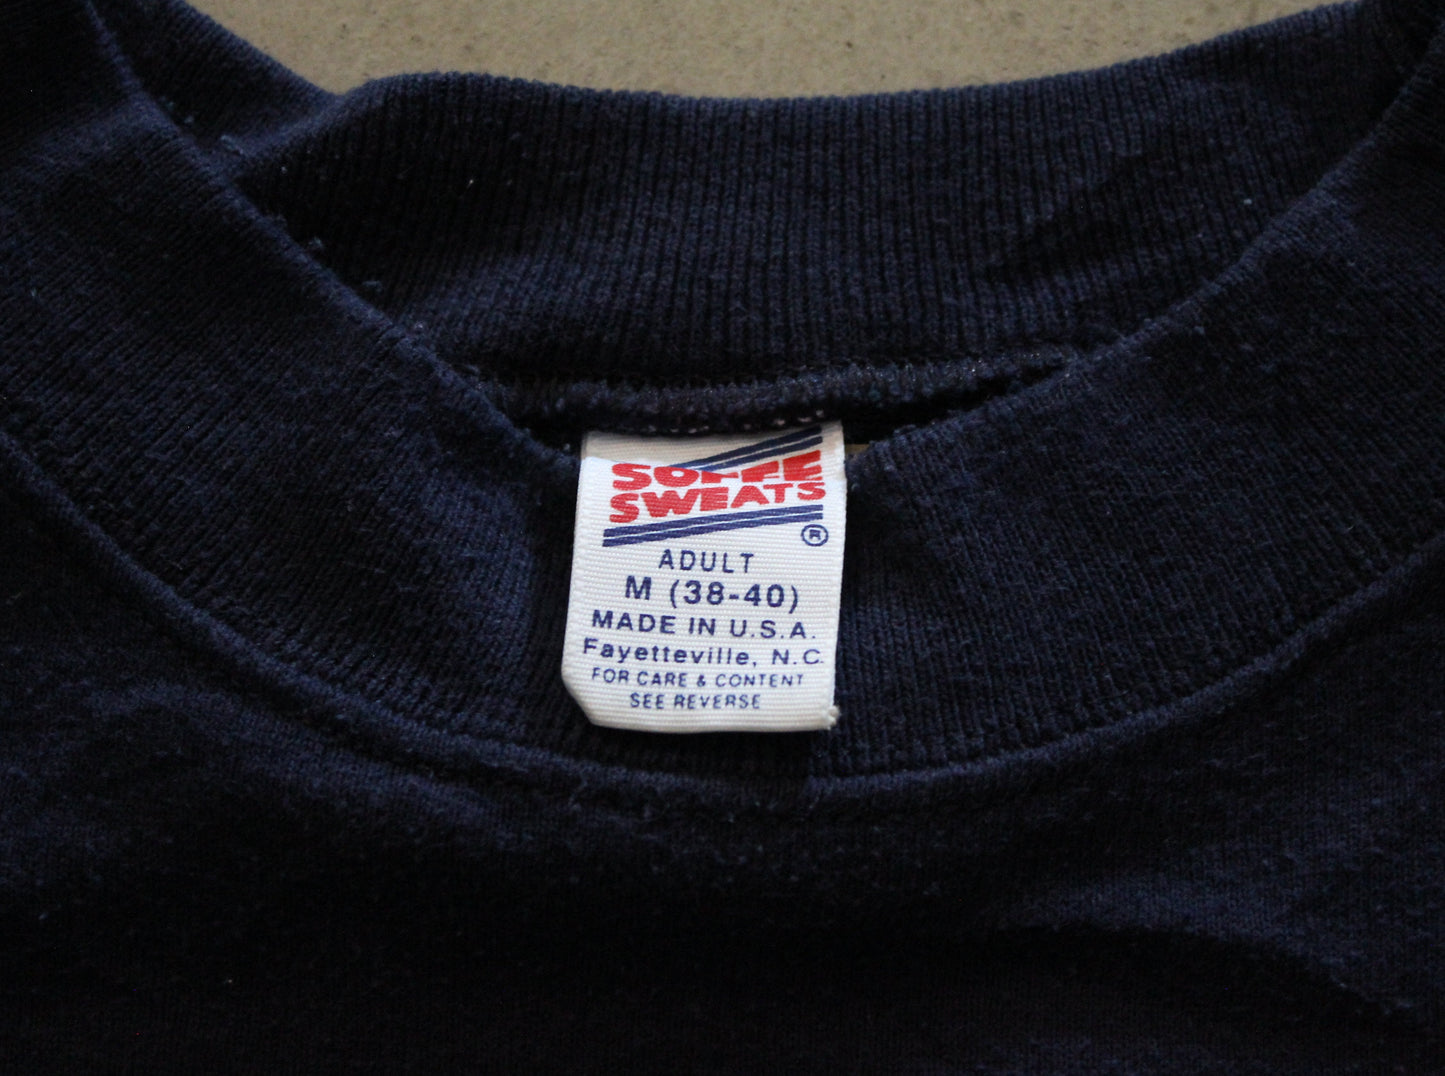 SOFFE
SWEATS
®
ADULT
M (38-40)
MADE IN U.S.A.
Fayetteville, N.C.
FOR CARE & CONTENT
SEE REVERSE